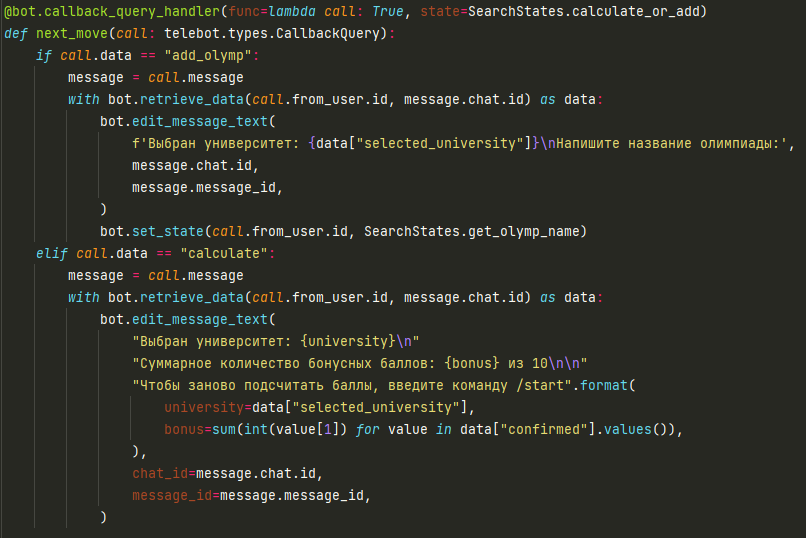 @bot.callback_query_handler(func=lambda call: True, state=SearchStates.calculate_or_add)
def next_move(call: telebot.types.CallbackQuery):
    if call.data == "add_olymp":
        message = call.message
        with bot.retrieve_data(call.from_user.id, message.chat.id) as data:
            bot.edit_message_text(
                f'Выбран университет: {data["selected_university"]}\nНапишите название олимпиады:',
                message.chat.id,
                message.message_id,
            )
            bot.set_state(call.from_user.id, SearchStates.get_olymp_name)
    elif call.data == "calculate":
        message = call.message
        with bot.retrieve_data(call.from_user.id, message.chat.id) as data:
            bot.edit_message_text(
                "Выбран университет: {university}\n"
                "Суммарное количество бонусных баллов: {bonus} из 10\n\n"
                "Чтобы заново подсчитать баллы, введите команду /start".format(
                    university=data["selected_university"],
                    bonus=sum(int(value[1]) for value in data["confirmed"].values()),
                ),
                chat_id=message.chat.id,
                message_id=message.message_id,
            )